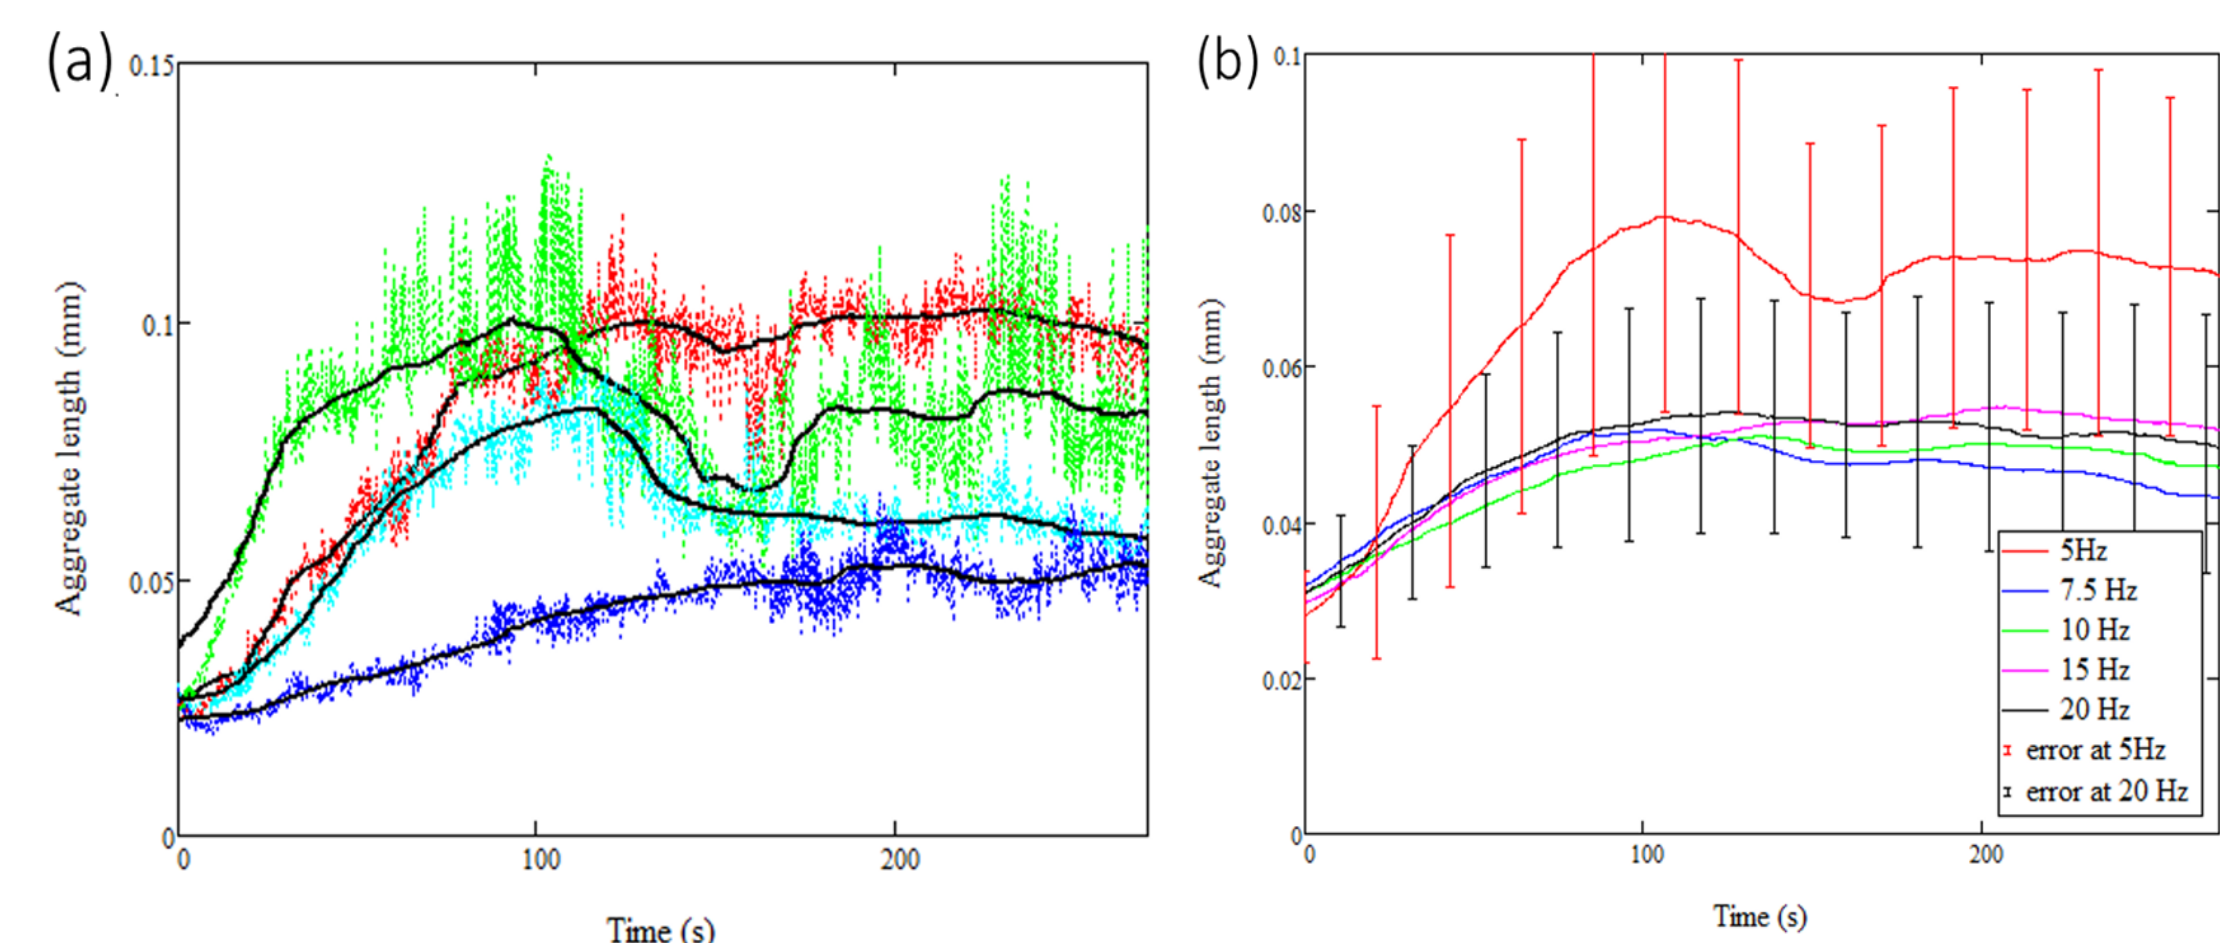 (a)
0.15
0.1
0.05
0
0
100
200
Aggregate length (mm)
Time (s)
(b)
0.1
0.08
0.06
0.04
0.02
0
0
100
200
Aggregate length (mm)
Time (s)
5Hz
7.5 Hz
10 Hz
15 Hz
20 Hz
error at 5Hz
error at 20 Hz